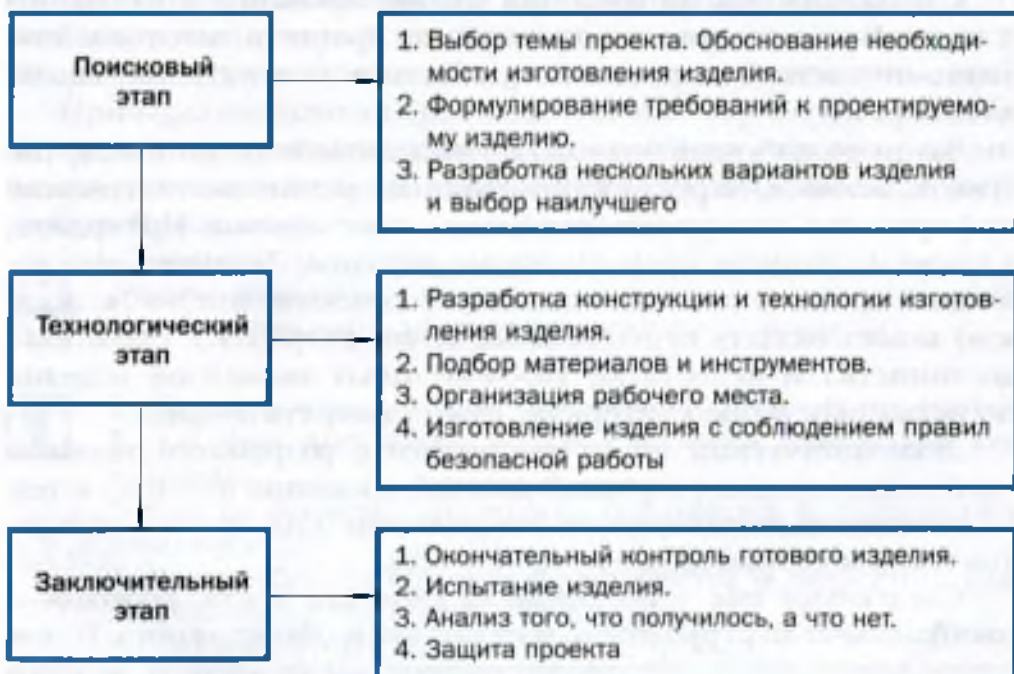 Поисковый
этап
1. Выбор темы проекта. Обоснование необходи-
мости изготовления изделия.
2. Формулирование требований к проектируемо-
му изделию.
3. Разработка нескольких вариантов изделия
и выбор наилучшего
Технологический
этап
1. Разработка конструкции и технологии изготов-
ления изделия.
2. Подбор материалов и инструментов.
3. Организация рабочего места.
4. Изготовление изделия с соблюдением правил
безопасной работы
Заключительный
этап
1. Окончательный контроль готового изделия.
2. Испытание изделия.
3. Анализ того, что получилось, а что нет.
4. Защита проекта